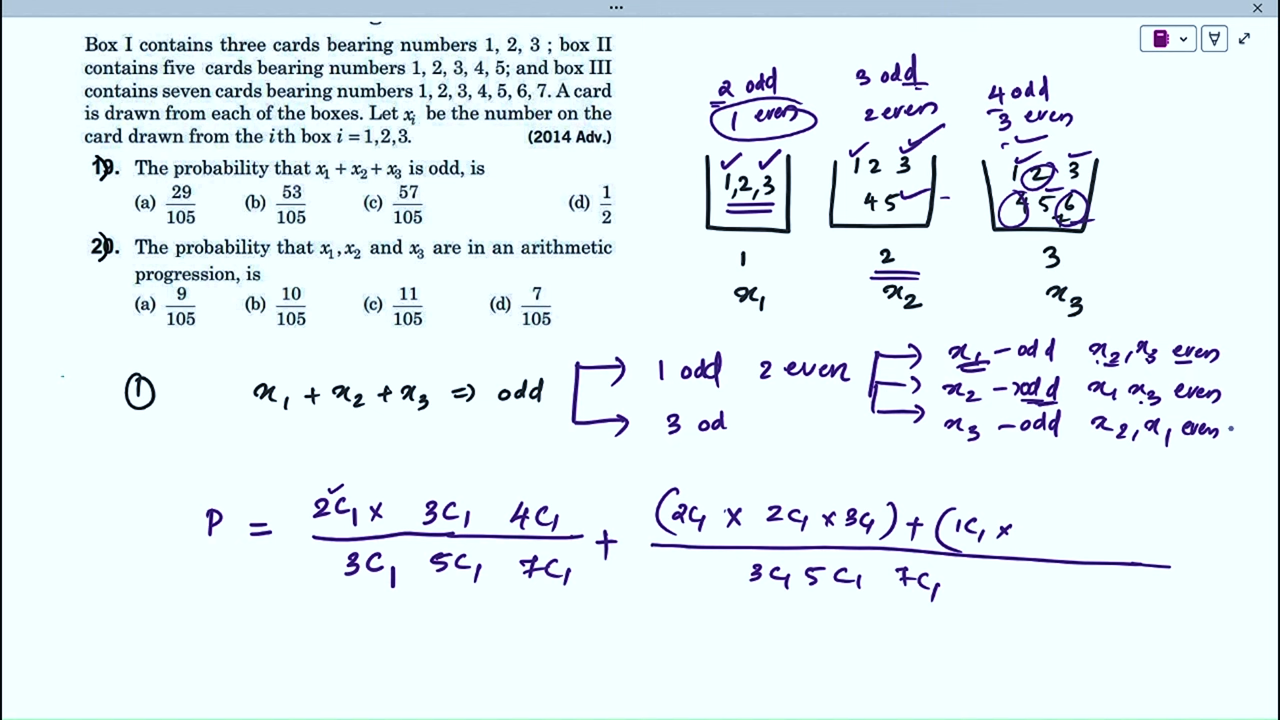 Box I contains three cards bearing numbers 1, 2, 3 ; box II
contains five cards bearing numbers 1, 2, 3, 4, 5; and box III
contains seven cards bearing numbers 1, 2, 3, 4, 5, 6, 7. A card
is drawn from each of the boxes. Let xᵢ be the number on the
card drawn from the ith box i = 1,2,3. (2014 Adv.)
19. The probability that x₁ + x₂ + x₃ is odd, is
(a) 29/105 (b) 53/105 (c) 57/105 (d) 1/2
20. The probability that x₁, x₂ and x₃ are in an arithmetic
progression, is
(a) 9/105 (b) 10/105 (c) 11/105 (d) 7/105
2 odd 3 odd 4 odd
1 even 2 even 3 even
1,2,3 1 2 3 1 2 3
4 5 4 5 6
7
1 2 3
x₁ x₂ x₃
① x₁ + x₂ + x₃ ⇒ odd
1 odd 2 even
3 od
x₁ – odd x₂, x₃ even
x₂ – odd x₁ x₃ even
x₃ – odd x₂, x₁ even
P = (2C₁ × 3C₁ 4C₁)/(3C₁ 5C₁ 7C₁) + ((2C₁ × 2C₁ × 3C₁) + (1C₁ ×)/(3C₁ 5C₁ 7C₁)